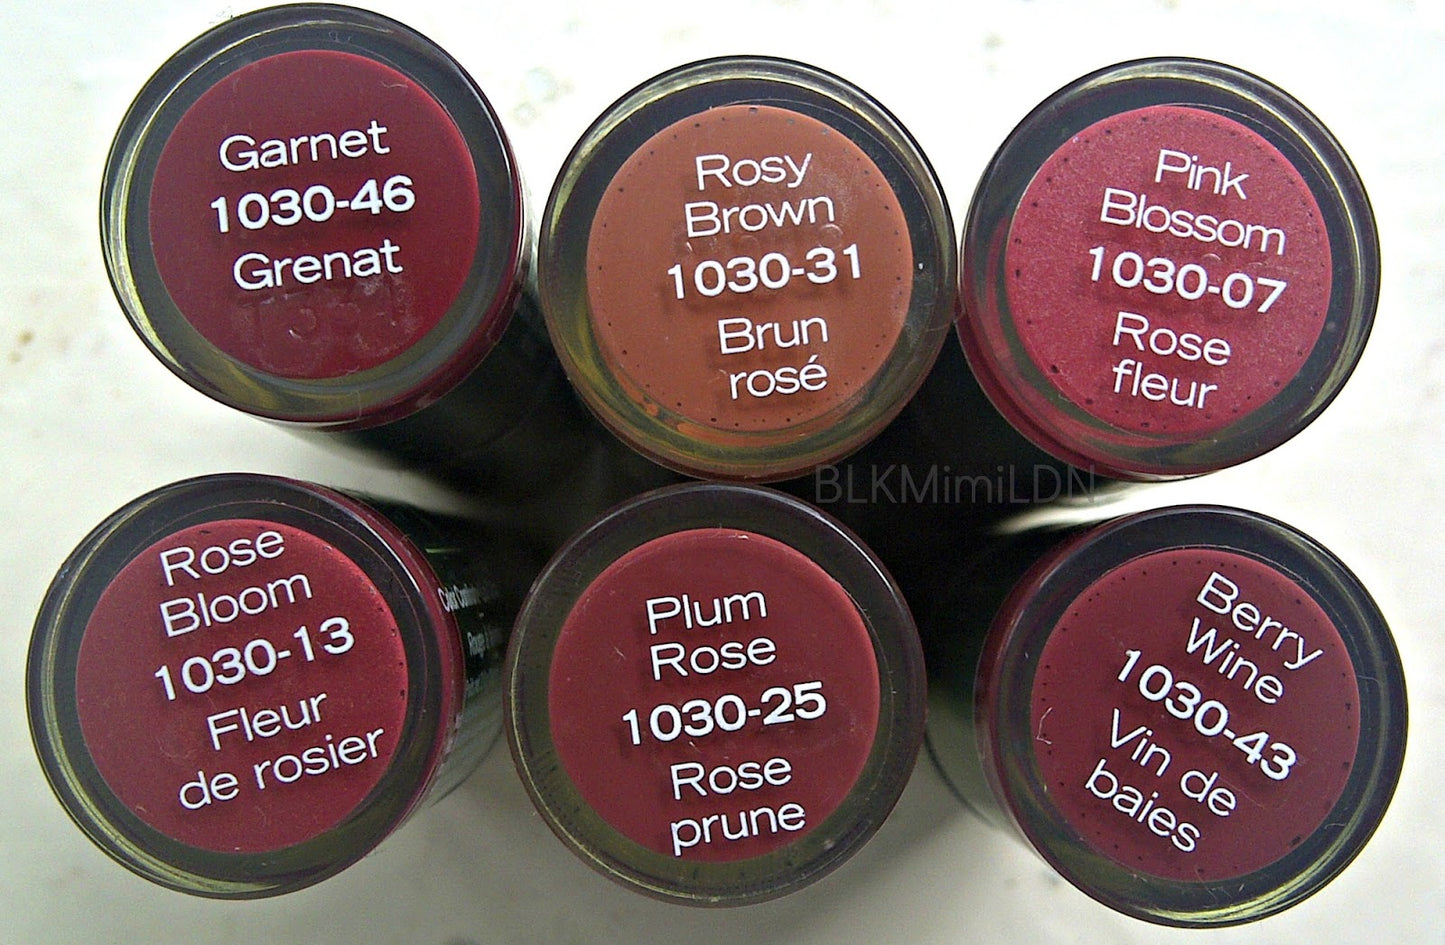 Garnet
1030-46
Grenat
Rosy
Brown
1030-31
Brun
rosé
Pink
Blossom
1030-07
Rose
fleur
BLKMimiLDN
Rose
Bloom
1030-13
Fleur
de rosier
Plum
Rose
1030-25
Rose
prune
Berry
Wine
1030-43
Vin de
baies